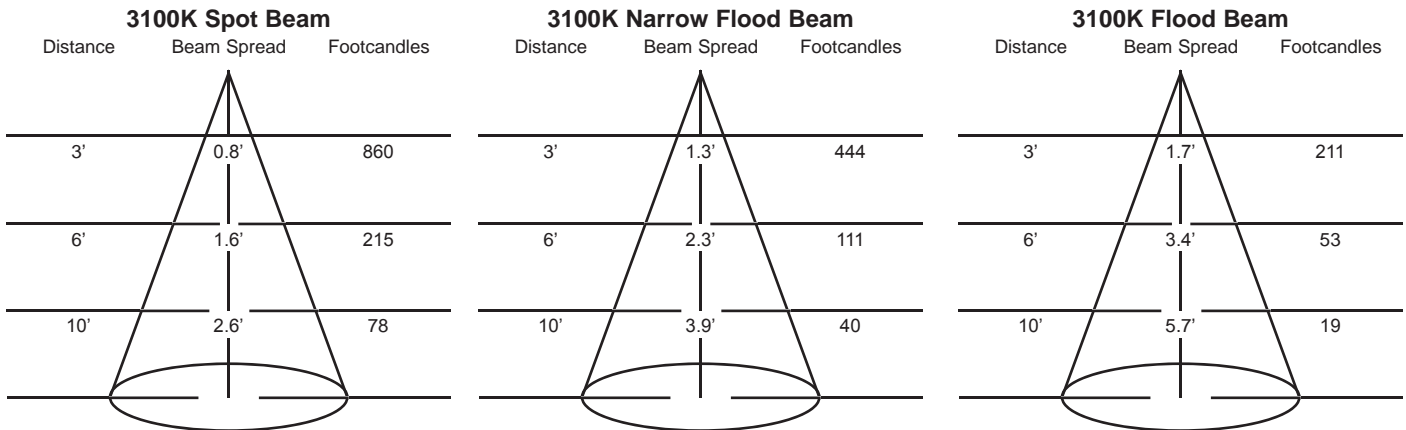 3100K Spot Beam
Distance Beam Spread Footcandles
3’ 0.8’ 860
6’ 1.6’ 215
10’ 2.6’ 78
3100K Narrow Flood Beam
Distance Beam Spread Footcandles
3’ 1.3’ 444
6’ 2.3’ 111
10’ 3.9’ 40
3100K Flood Beam
Distance Beam Spread Footcandles
3’ 1.7’ 211
6’ 3.4’ 53
10’ 5.7’ 19